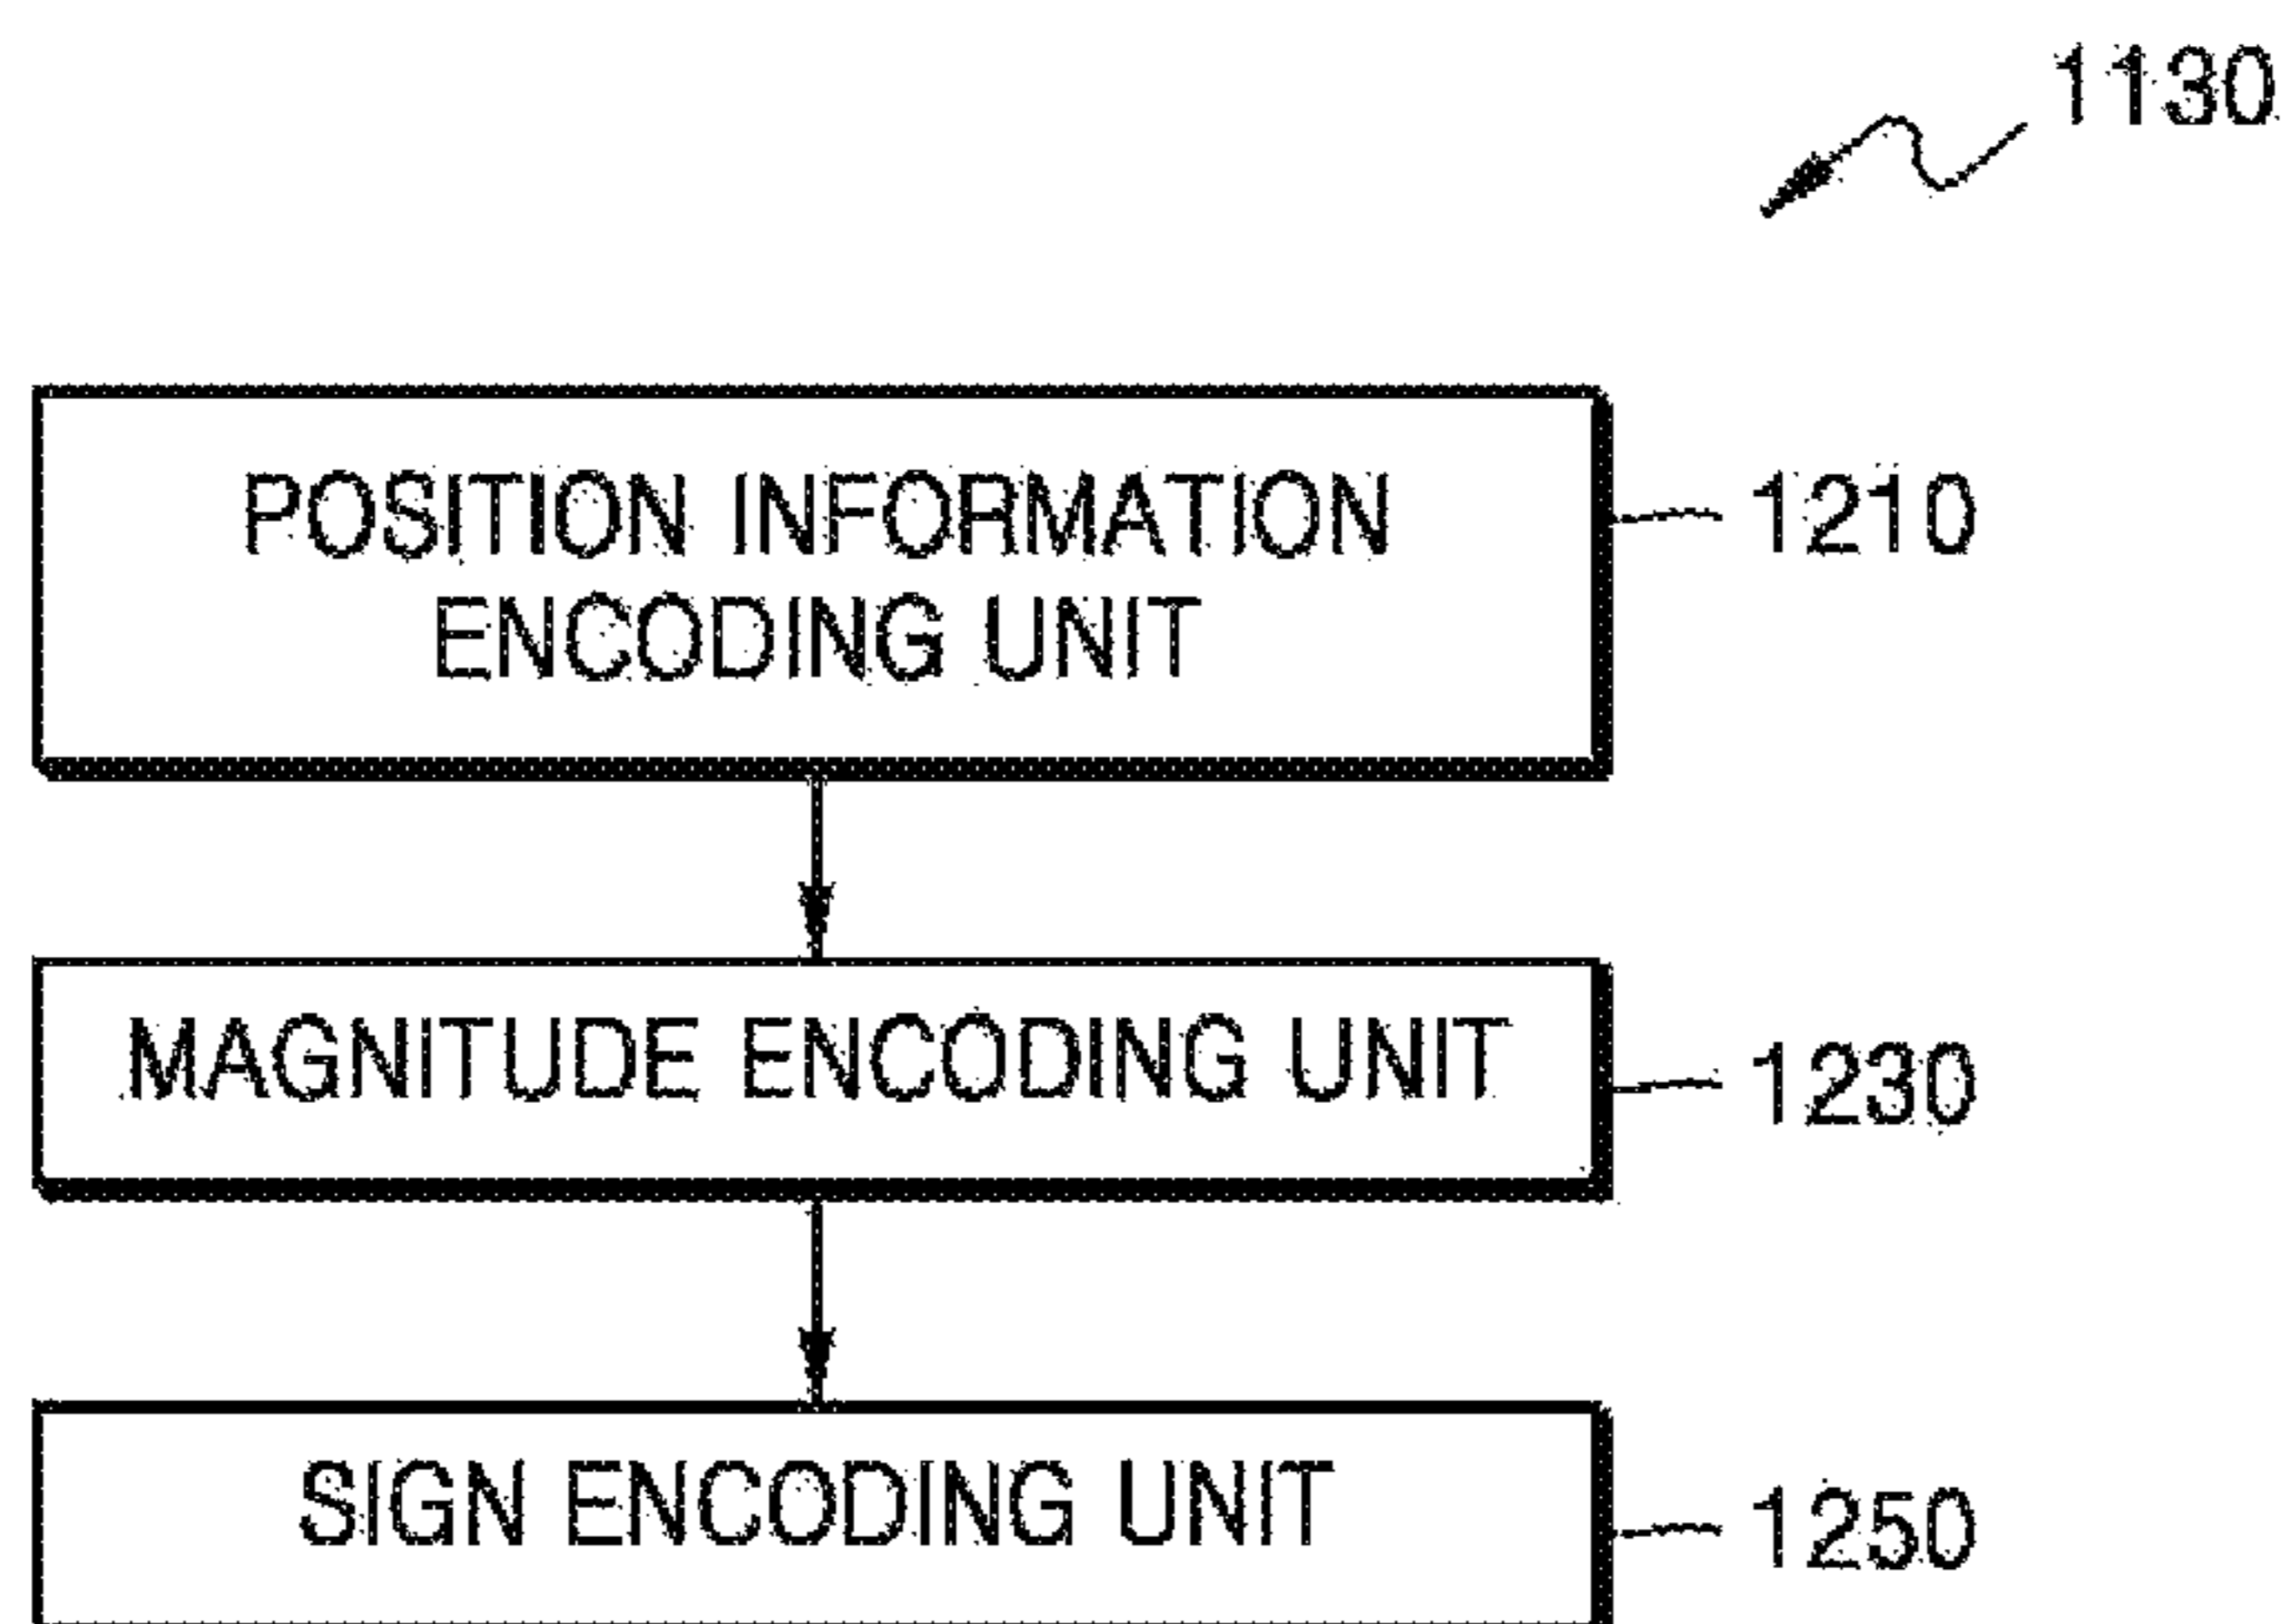 1130
POSITION INFORMATION
ENCODING UNIT
1210
MAGNITUDE ENCODING UNIT
1230
SIGN ENCODING UNIT
1250